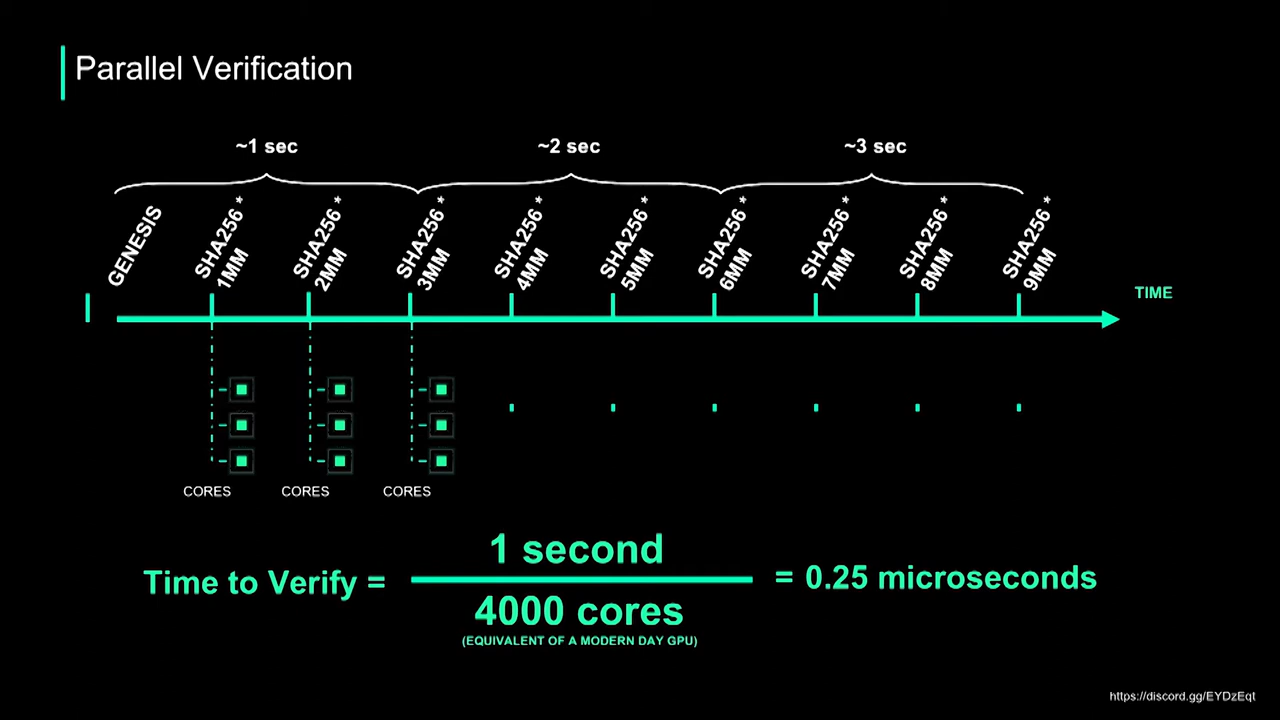 Parallel Verification
~1 sec
~2 sec
~3 sec
GENESIS
SHA256 *
1MM
SHA256 *
2MM
SHA256 *
3MM
SHA256 *
4MM
SHA256 *
5MM
SHA256 *
6MM
SHA256 *
7MM
SHA256 *
8MM
SHA256 *
9MM
TIME
CORES
CORES
CORES
Time to Verify =
1 second
4000 cores
(EQUIVALENT OF A MODERN DAY GPU)
= 0.25 microseconds
https://discord.gg/EYDzEqt